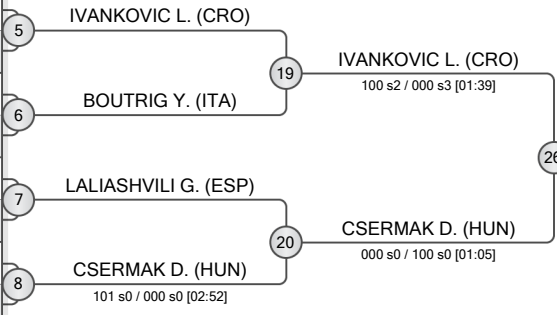 IVANKOVIC L. (CRO)
5
19
IVANKOVIC L. (CRO)
100 s2 / 000 s3 [01:39]
BOUTRIG Y. (ITA)
6
26
LALIASHVILI G. (ESP)
7
20
CSERMAK D. (HUN)
000 s0 / 100 s0 [01:05]
CSERMAK D. (HUN)
8
101 s0 / 000 s0 [02:52]